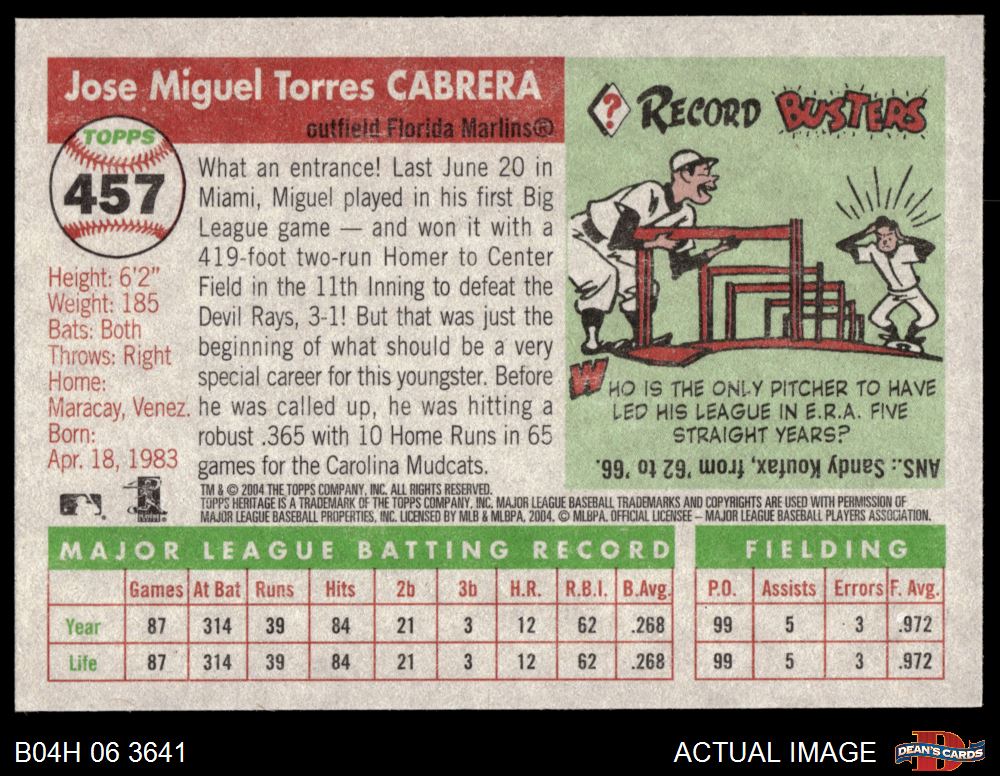 Jose Miguel Torres CABRERA
outfield Florida Marlins®
TOPPS
457
Height: 6'2"
Weight: 185
Bats: Both
Throws: Right
Home:
Maracay, Venez.
Born:
Apr. 18, 1983
What an entrance! Last June 20 in
Miami, Miguel played in his first Big
League game — and won it with a
419-foot two-run Homer to Center
Field in the 11th Inning to defeat the
Devil Rays, 3-1! But that was just the
beginning of what should be a very
special career for this youngster. Before
he was called up, he was hitting a
robust .365 with 10 Home Runs in 65
games for the Carolina Mudcats.
? RECORD BUSTERS
WHO IS THE ONLY PITCHER TO HAVE
LED HIS LEAGUE IN E.R.A. FIVE
STRAIGHT YEARS?
ANS.: Sandy Koufax, from '62 to '66.
TM & © 2004 THE TOPPS COMPANY, INC. ALL RIGHTS RESERVED.
TOPPS HERITAGE IS A TRADEMARK OF THE TOPPS COMPANY, INC. MAJOR LEAGUE BASEBALL TRADEMARKS AND COPYRIGHTS ARE USED WITH PERMISSION OF
MAJOR LEAGUE BASEBALL PROPERTIES, INC. LICENSED BY MLB & MLBPA, 2004. © MLBPA. OFFICIAL LICENSEE – MAJOR LEAGUE BASEBALL PLAYERS ASSOCIATION.
MAJOR LEAGUE BATTING RECORD FIELDING
Games At Bat Runs Hits 2b 3b H.R. R.B.I. B.Avg. P.O. Assists Errors F. Avg.
Year 87 314 39 84 21 3 12 62 .268 99 5 3 .972
Life 87 314 39 84 21 3 12 62 .268 99 5 3 .972
B04H 06 3641 ACTUAL IMAGE DEAN'S CARDS